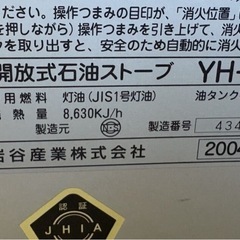 ださい。操作つまみの目印が、「消火位置
を押しながら）操作つまみを引き上げて、消
クを取り出すと、安全のため自動的に消
開放式石油ストーブ YH-
用燃料 灯油（JIS1号灯油） 油タンク
熱量 8,630KJ/h
製造元 製造番号 434
岩谷産業株式会社 2004
認証
JHIA